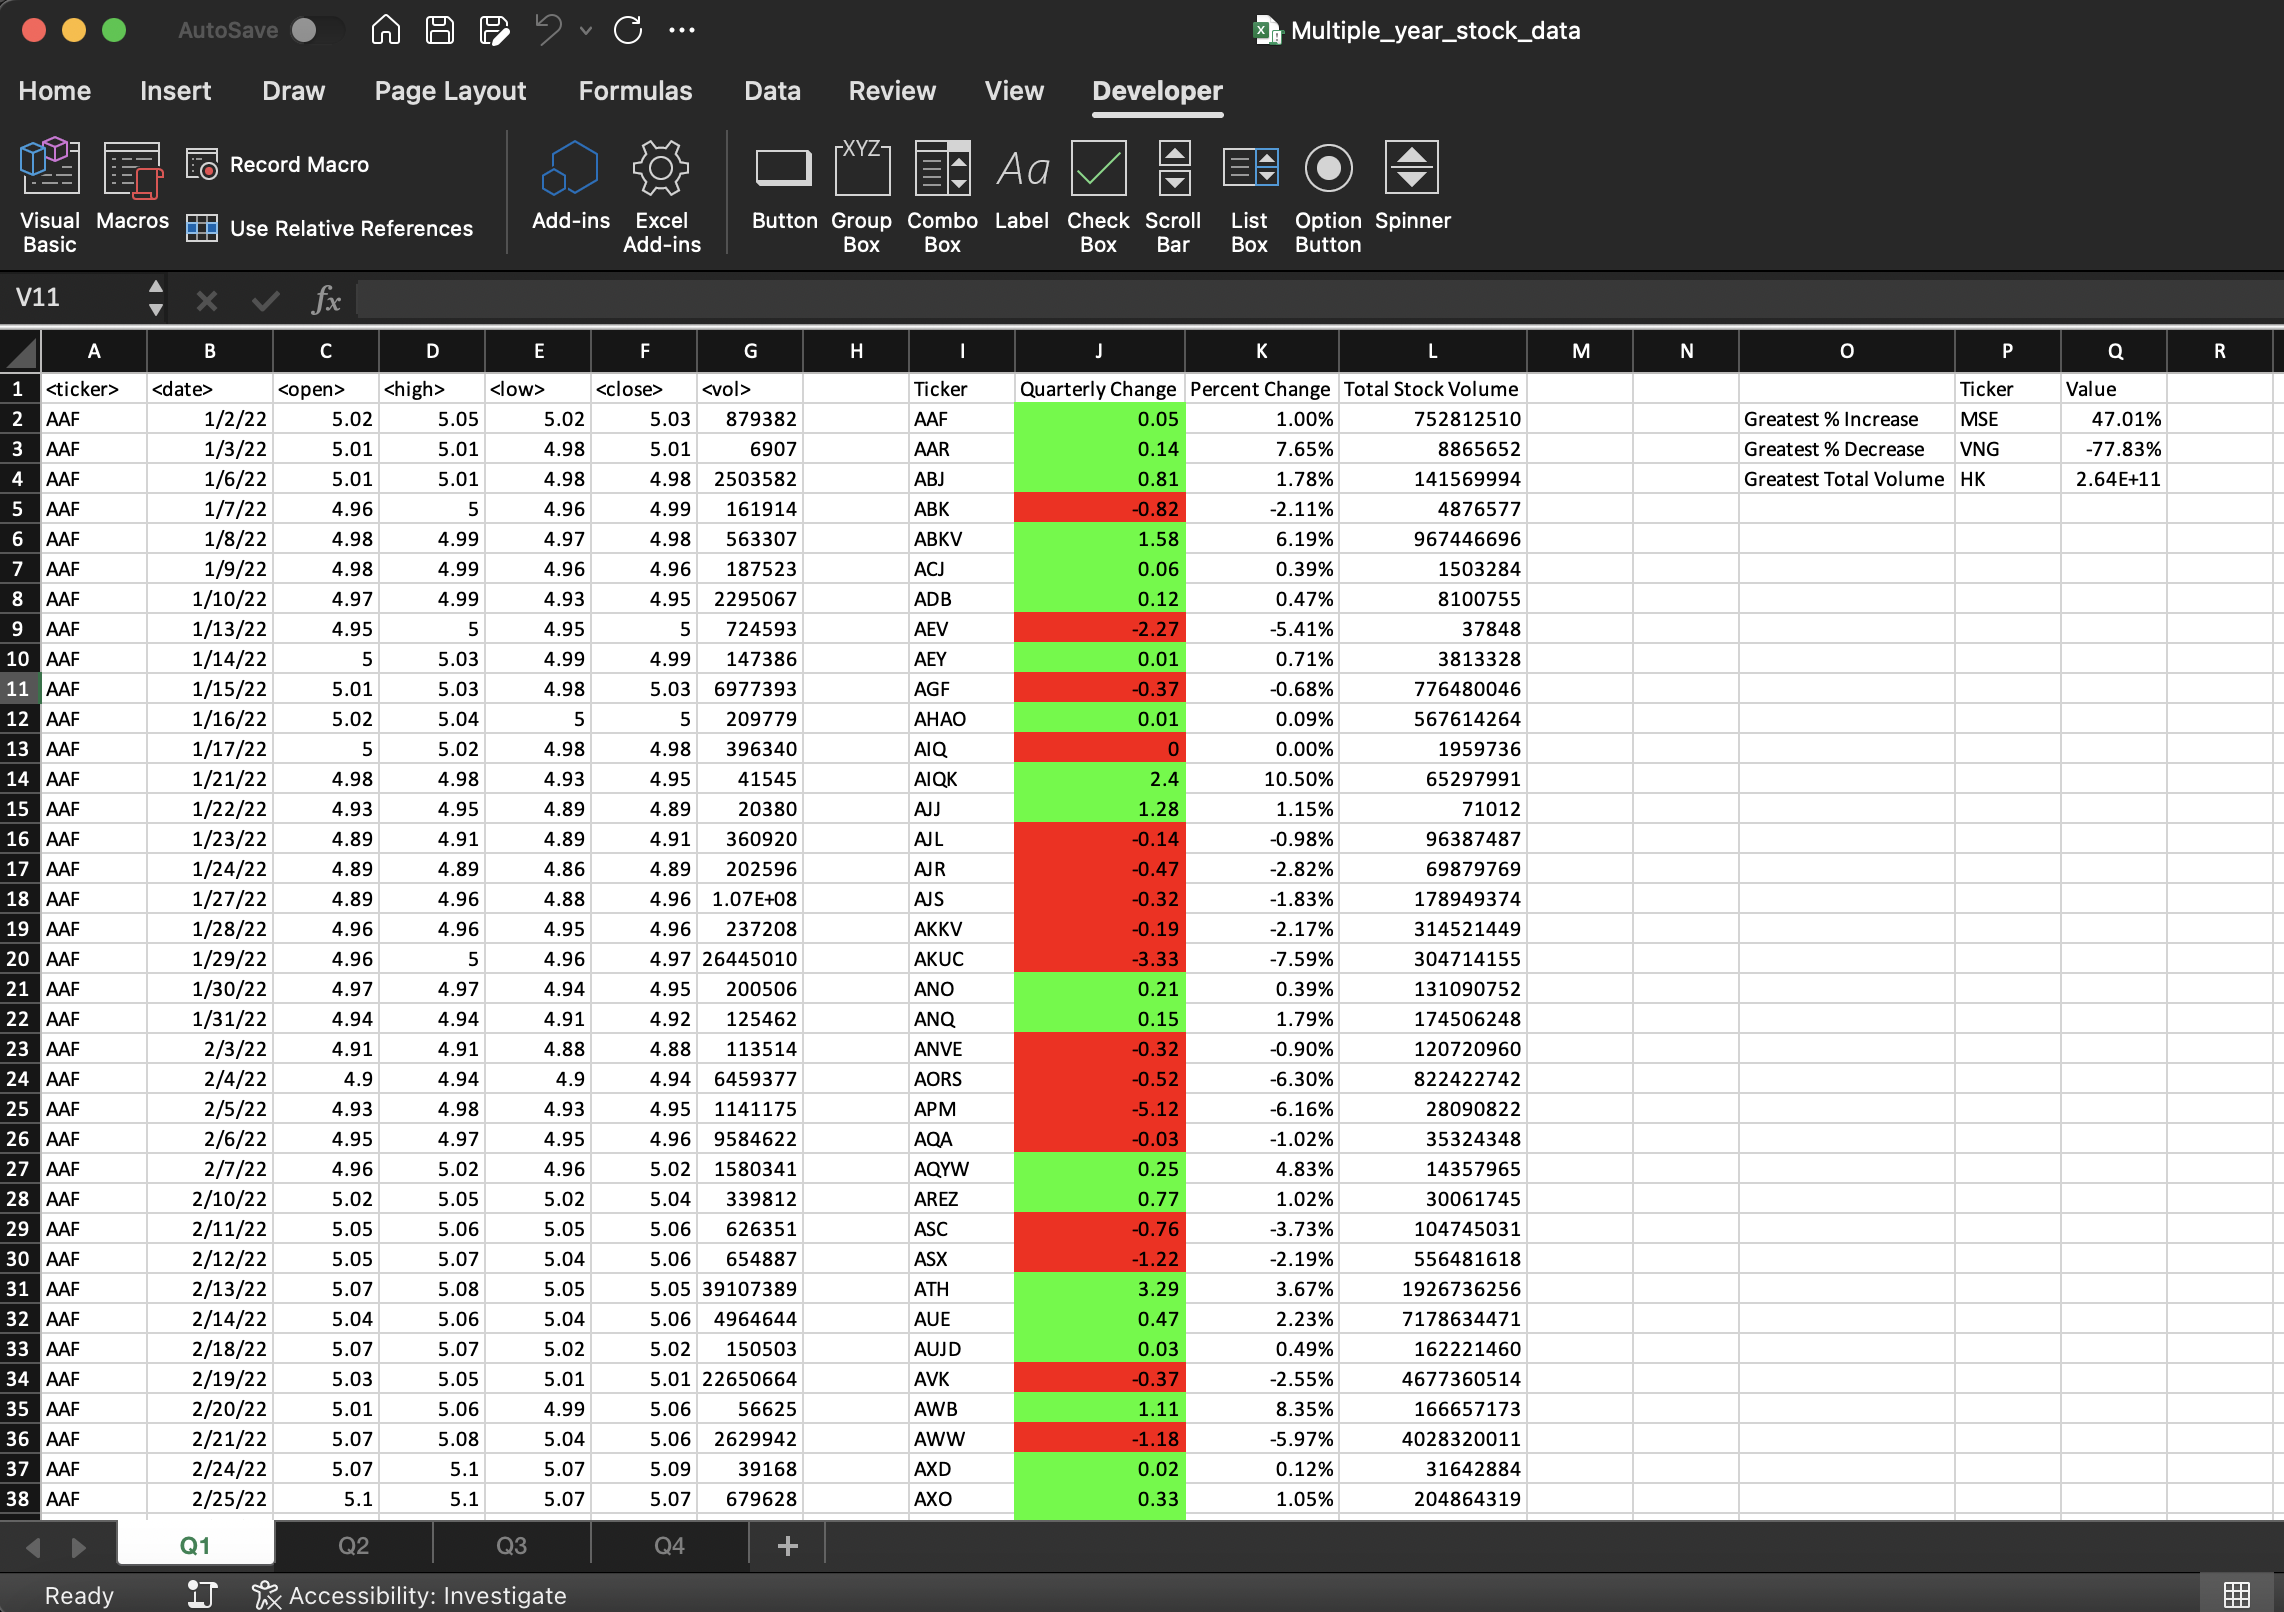 AutoSave
Multiple_year_stock_data
Home Insert Draw Page Layout Formulas Data Review View Developer
Visual Basic Macros Record Macro Use Relative References Add-ins Excel Add-ins Button Group Box Combo Box Label Check Box Scroll Bar List Box Option Button Spinner
XYZ Aa
V11 fx
A B C D E F G H I J K L M N O P Q R
1 <ticker> <date> <open> <high> <low> <close> <vol> Ticker Quarterly Change Percent Change Total Stock Volume Ticker Value
2 AAF 1/2/22 5.02 5.05 5.02 5.03 879382 AAF 0.05 1.00% 752812510 Greatest % Increase MSE 47.01%
3 AAF 1/3/22 5.01 5.01 4.98 5.01 6907 AAR 0.14 7.65% 8865652 Greatest % Decrease VNG -77.83%
4 AAF 1/6/22 5.01 5.01 4.98 4.98 2503582 ABJ 0.81 1.78% 141569994 Greatest Total Volume HK 2.64E+11
5 AAF 1/7/22 4.96 5 4.96 4.99 161914 ABK -0.82 -2.11% 4876577
6 AAF 1/8/22 4.98 4.99 4.97 4.98 563307 ABKV 1.58 6.19% 967446696
7 AAF 1/9/22 4.98 4.99 4.96 4.96 187523 ACJ 0.06 0.39% 1503284
8 AAF 1/10/22 4.97 4.99 4.93 4.95 2295067 ADB 0.12 0.47% 8100755
9 AAF 1/13/22 4.95 5 4.95 5 724593 AEV -2.27 -5.41% 37848
10 AAF 1/14/22 5 5.03 4.99 4.99 147386 AEY 0.01 0.71% 3813328
11 AAF 1/15/22 5.01 5.03 4.98 5.03 6977393 AGF -0.37 -0.68% 776480046
12 AAF 1/16/22 5.02 5.04 5 5 209779 AHAO 0.01 0.09% 567614264
13 AAF 1/17/22 5 5.02 4.98 4.98 396340 AIQ 0 0.00% 1959736
14 AAF 1/21/22 4.98 4.98 4.93 4.95 41545 AIQK 2.4 10.50% 65297991
15 AAF 1/22/22 4.93 4.95 4.89 4.89 20380 AJJ 1.28 1.15% 71012
16 AAF 1/23/22 4.89 4.91 4.89 4.91 360920 AJL -0.14 -0.98% 96387487
17 AAF 1/24/22 4.89 4.89 4.86 4.89 202596 AJR -0.47 -2.82% 69879769
18 AAF 1/27/22 4.89 4.96 4.88 4.96 1.07E+08 AJS -0.32 -1.83% 178949374
19 AAF 1/28/22 4.96 4.96 4.95 4.96 237208 AKKV -0.19 -2.17% 314521449
20 AAF 1/29/22 4.96 5 4.96 4.97 26445010 AKUC -3.33 -7.59% 304714155
21 AAF 1/30/22 4.97 4.97 4.94 4.95 200506 ANO 0.21 0.39% 131090752
22 AAF 1/31/22 4.94 4.94 4.91 4.92 125462 ANQ 0.15 1.79% 174506248
23 AAF 2/3/22 4.91 4.91 4.88 4.88 113514 ANVE -0.32 -0.90% 120720960
24 AAF 2/4/22 4.9 4.94 4.9 4.94 6459377 AORS -0.52 -6.30% 822422742
25 AAF 2/5/22 4.93 4.98 4.93 4.95 1141175 APM -5.12 -6.16% 28090822
26 AAF 2/6/22 4.95 4.97 4.95 4.96 9584622 AQA -0.03 -1.02% 35324348
27 AAF 2/7/22 4.96 5.02 4.96 5.02 1580341 AQYW 0.25 4.83% 14357965
28 AAF 2/10/22 5.02 5.05 5.02 5.04 339812 AREZ 0.77 1.02% 30061745
29 AAF 2/11/22 5.05 5.06 5.05 5.06 626351 ASC -0.76 -3.73% 104745031
30 AAF 2/12/22 5.05 5.07 5.04 5.06 654887 ASX -1.22 -2.19% 556481618
31 AAF 2/13/22 5.07 5.08 5.05 5.05 39107389 ATH 3.29 3.67% 1926736256
32 AAF 2/14/22 5.04 5.06 5.04 5.06 4964644 AUE 0.47 2.23% 7178634471
33 AAF 2/18/22 5.07 5.07 5.02 5.02 150503 AUJD 0.03 0.49% 162221460
34 AAF 2/19/22 5.03 5.05 5.01 5.01 22650664 AVK -0.37 -2.55% 4677360514
35 AAF 2/20/22 5.01 5.06 4.99 5.06 56625 AWB 1.11 8.35% 166657173
36 AAF 2/21/22 5.07 5.08 5.04 5.06 2629942 AWW -1.18 -5.97% 4028320011
37 AAF 2/24/22 5.07 5.1 5.07 5.09 39168 AXD 0.02 0.12% 31642884
38 AAF 2/25/22 5.1 5.1 5.07 5.07 679628 AXO 0.33 1.05% 204864319
Q1 Q2 Q3 Q4 +
Ready Accessibility: Investigate